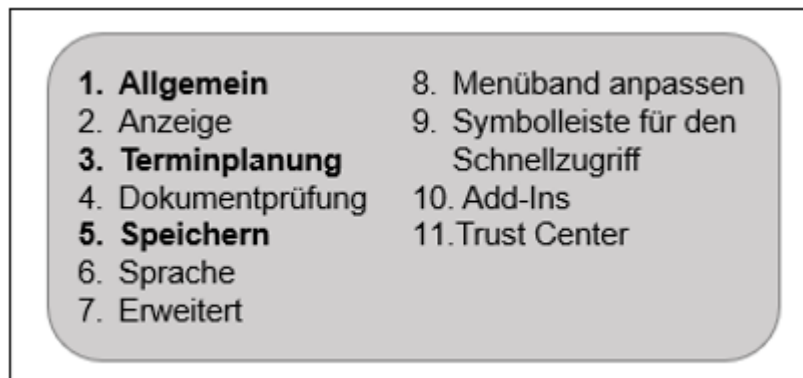 1. Allgemein
2. Anzeige
3. Terminplanung
4. Dokumentprüfung
5. Speichern
6. Sprache
7. Erweitert
8. Menüband anpassen
9. Symbolleiste für den
Schnellzugriff
10. Add-Ins
11.Trust Center